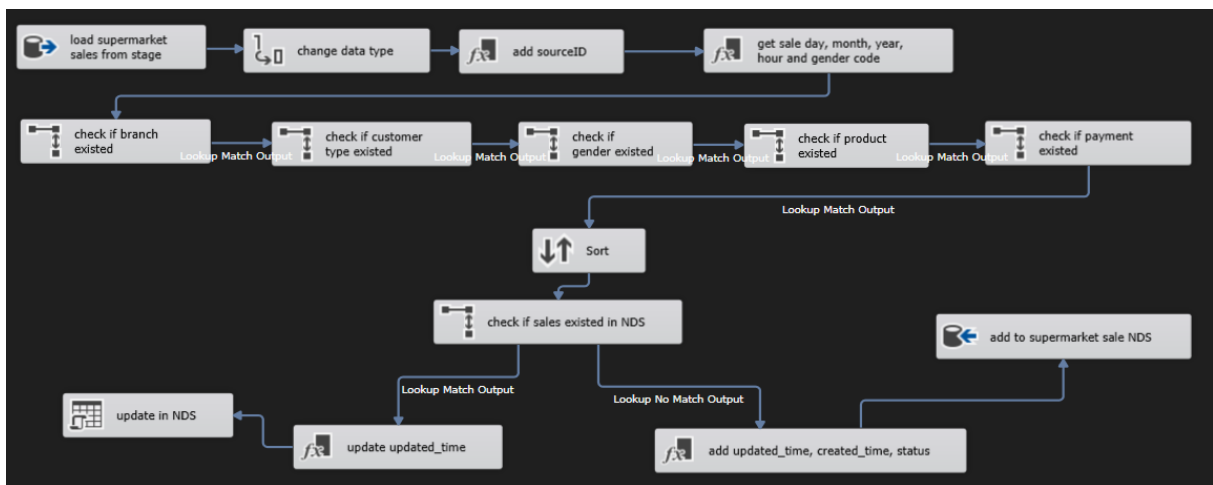 load supermarket
sales from stage
change data type
add sourceID
get sale day, month, year,
hour and gender code
check if branch
existed
Lookup Match Output
check if customer
type existed
Lookup Match Output
check if
gender existed
Lookup Match Output
check if product
existed
Lookup Match Output
check if payment
existed
Lookup Match Output
Sort
check if sales existed in NDS
add to supermarket sale NDS
Lookup Match Output
Lookup No Match Output
update in NDS
update updated_time
add updated_time, created_time, status